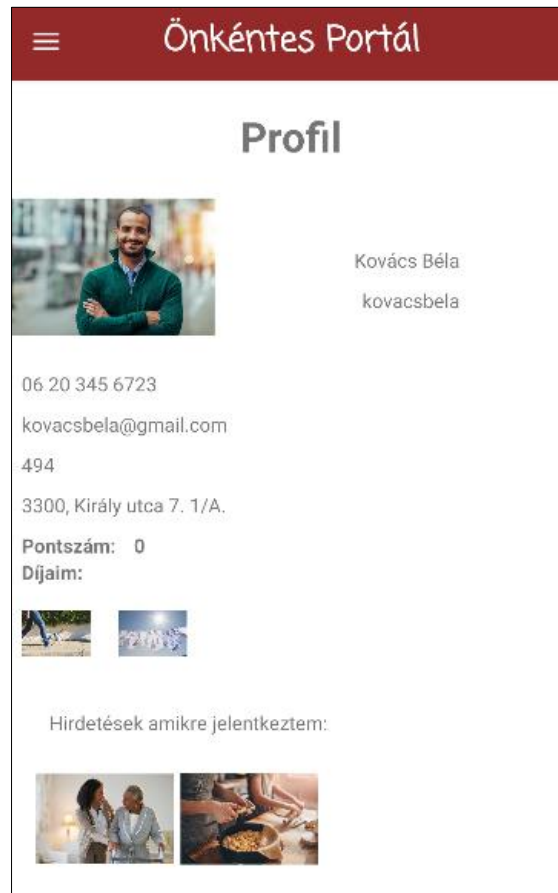 Önkéntes Portál
Profil
Kovács Béla
kovacsbela
06 20 345 6723
kovacsbela@gmail.com
494
3300, Király utca 7. 1/A.
Pontszám: 0
Díjaim:
Hirdetések amikre jelentkeztem: